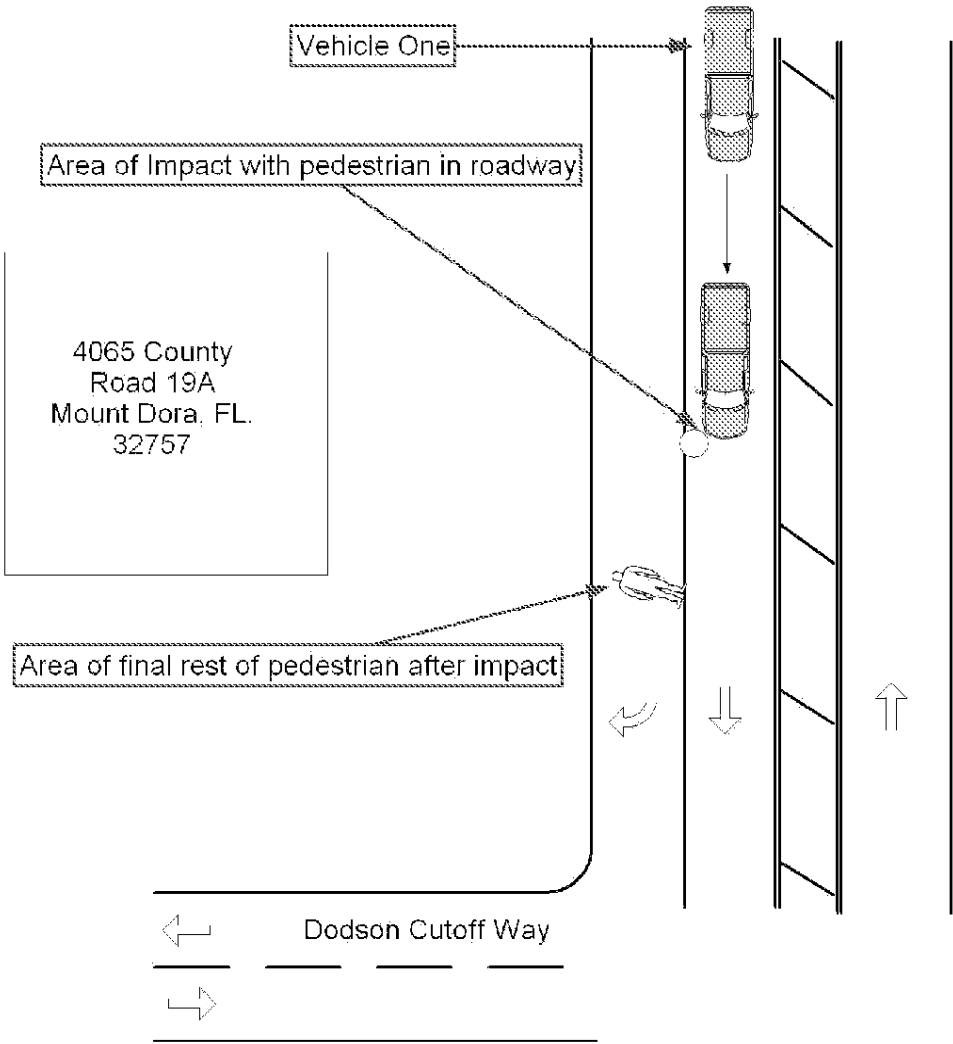 Vehicle One
Area of Impact with pedestrian in roadway
4065 County
Road 19A
Mount Dora, FL.
32757
Area of final rest of pedestrian after impact
Dodson Cutoff Way